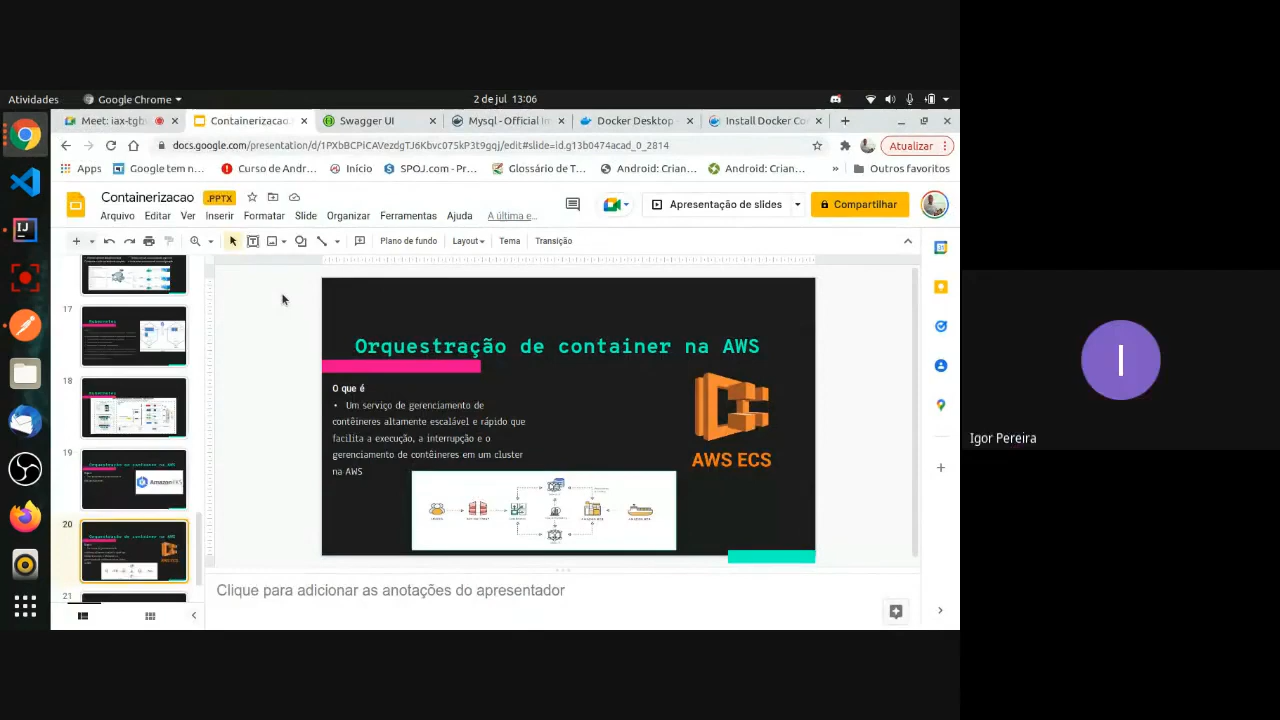 Atividades
Google Chrome
2 de jul 13:06
Meet: iax-tgb
Containerizacao.
Swagger UI
Mysql - Official Im
Docker Desktop
Install Docker Co
docs.google.com/presentation/d/1PXbBCPiCAVezdgTJ6Kbvc075kP3t9gqj/edit#slide=id.g13b0474acad_0_2814
Atualizar
Apps
Google tem n...
Curso de Andr...
Início
SPOJ.com - Pr...
Glossário de T...
Android: Crian...
Android: Crian...
»
Outros favoritos
Containerizacao
.PPTX
Arquivo
Editar
Ver
Inserir
Formatar
Slide
Organizar
Ferramentas
Ajuda
A última e...
Apresentação de slides
Compartilhar
Plano de fundo
Layout
Tema
Transição
17
18
19
20
21
Orquestração de container na AWS
O que é
• Um serviço de gerenciamento de
contêineres altamente escalável e rápido que
facilita a execução, a interrupção e o
gerenciamento de contêineres em um cluster
na AWS
AWS ECS
Clique para adicionar as anotações do apresentador
I
Igor Pereira